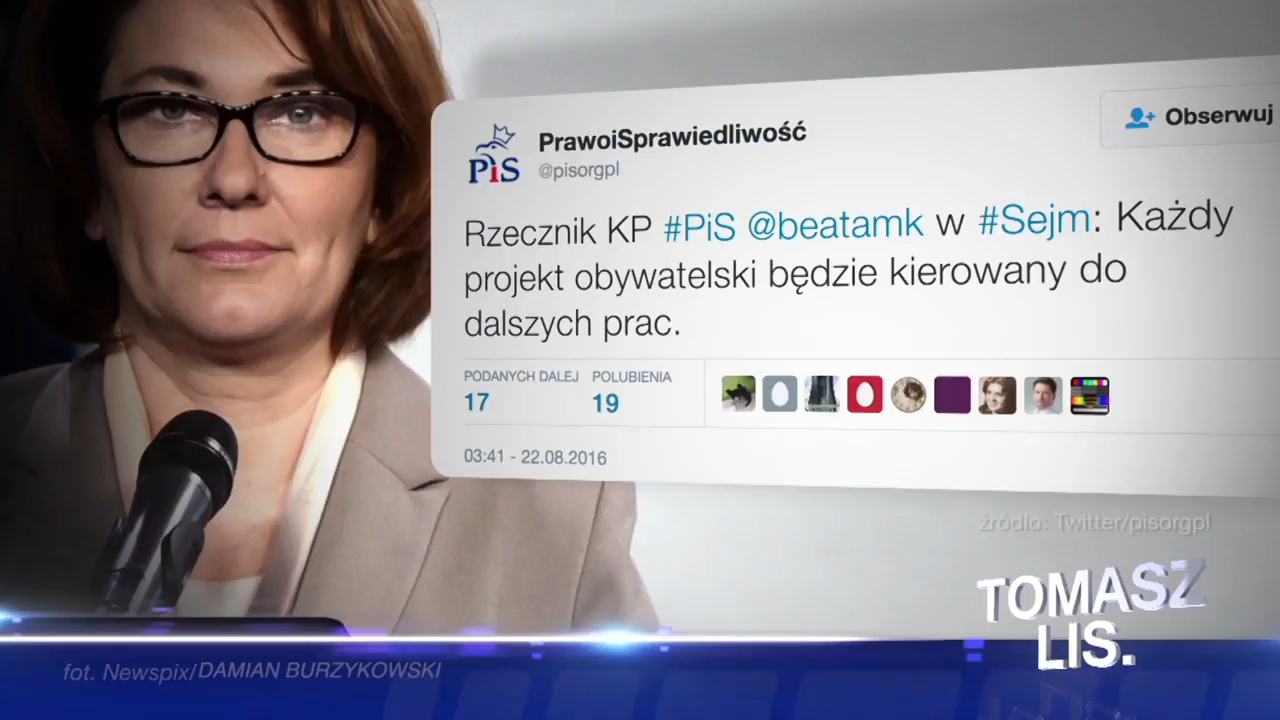 PiS
PrawoiSprawiedliwość
@pisorgpl
Obserwuj
Rzecznik KP #PiS @beatamk w #Sejm: Każdy
projekt obywatelski będzie kierowany do
dalszych prac.
PODANYCH DALEJ POLUBIENIA
17 19
03:41 - 22.08.2016
źródło: Twitter/pisorgpl
TOMASZ
LIS.
fot. Newspix/DAMIAN BURZYKOWSKI